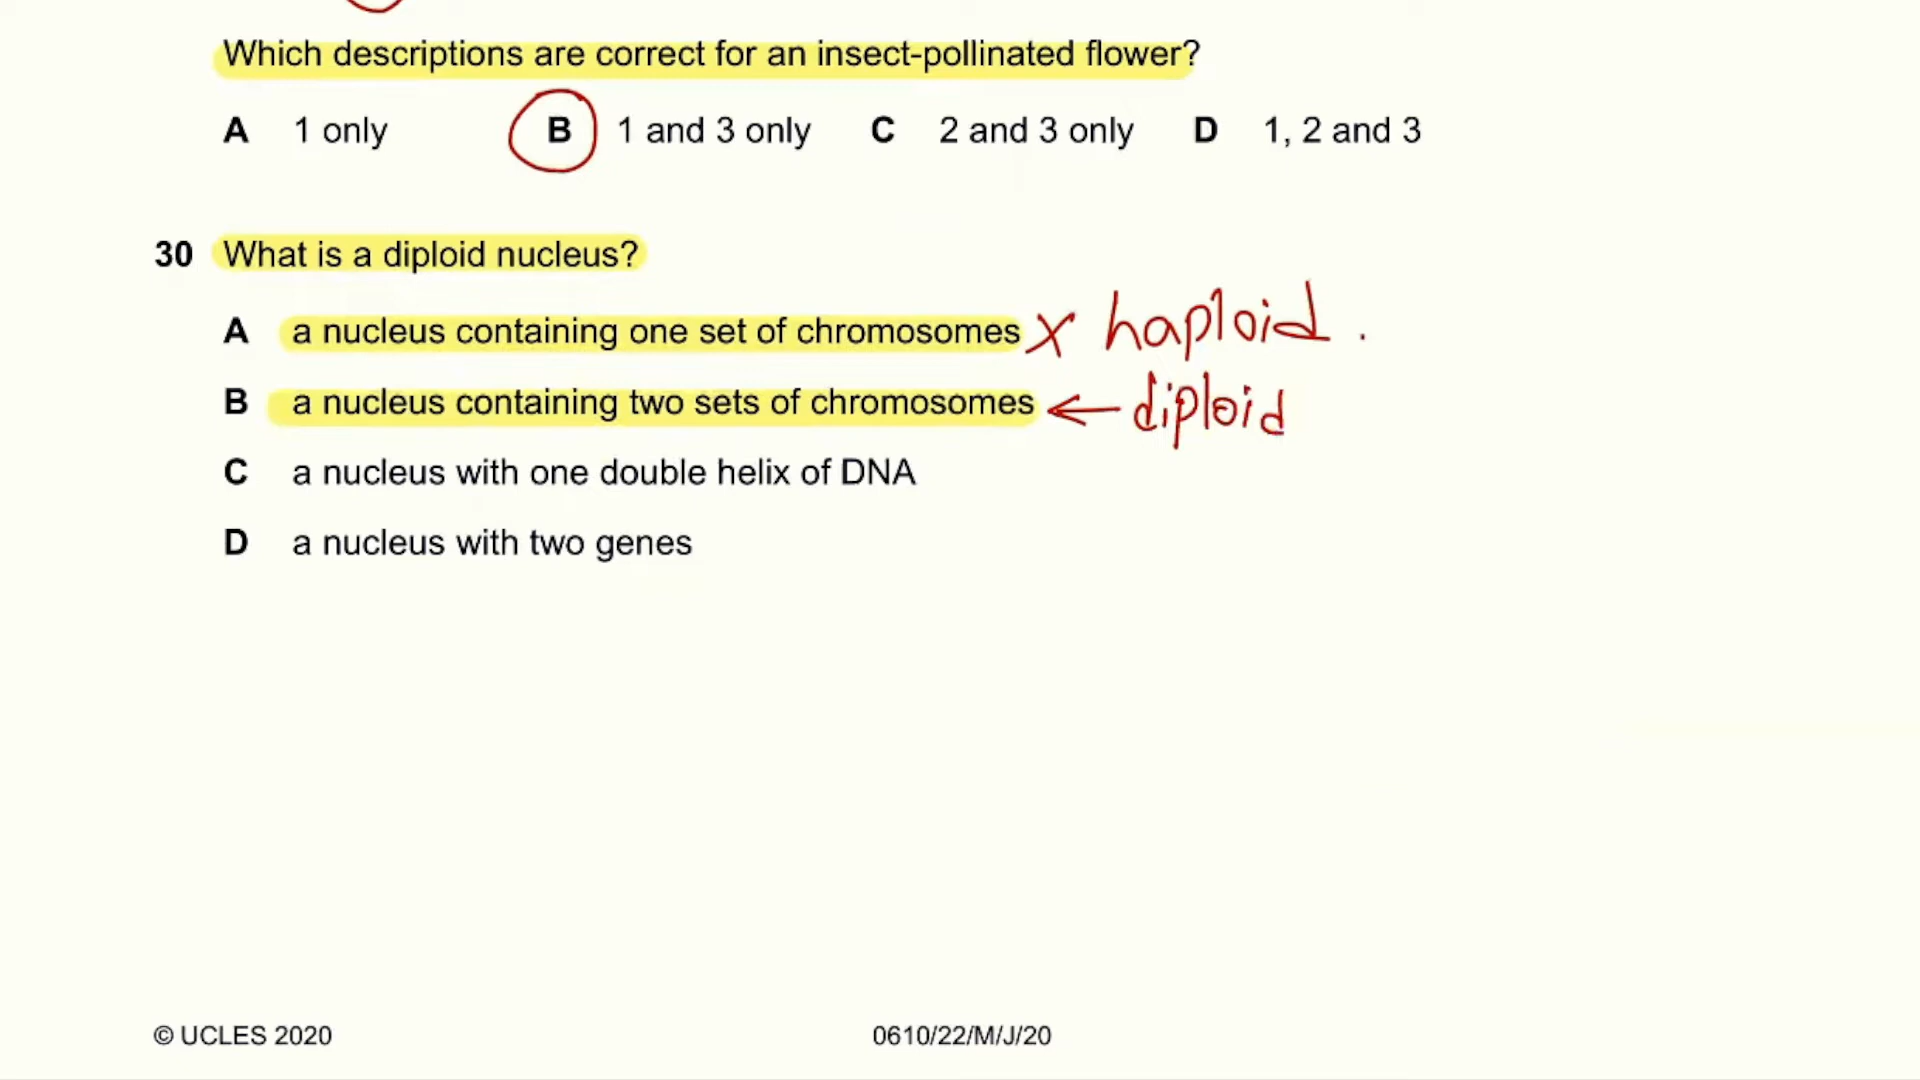 Which descriptions are correct for an insect-pollinated flower?
A 1 only B 1 and 3 only C 2 and 3 only D 1, 2 and 3
30 What is a diploid nucleus?
A a nucleus containing one set of chromosomes x haploid .
B a nucleus containing two sets of chromosomes ← diploid
C a nucleus with one double helix of DNA
D a nucleus with two genes
© UCLES 2020 0610/22/M/J/20